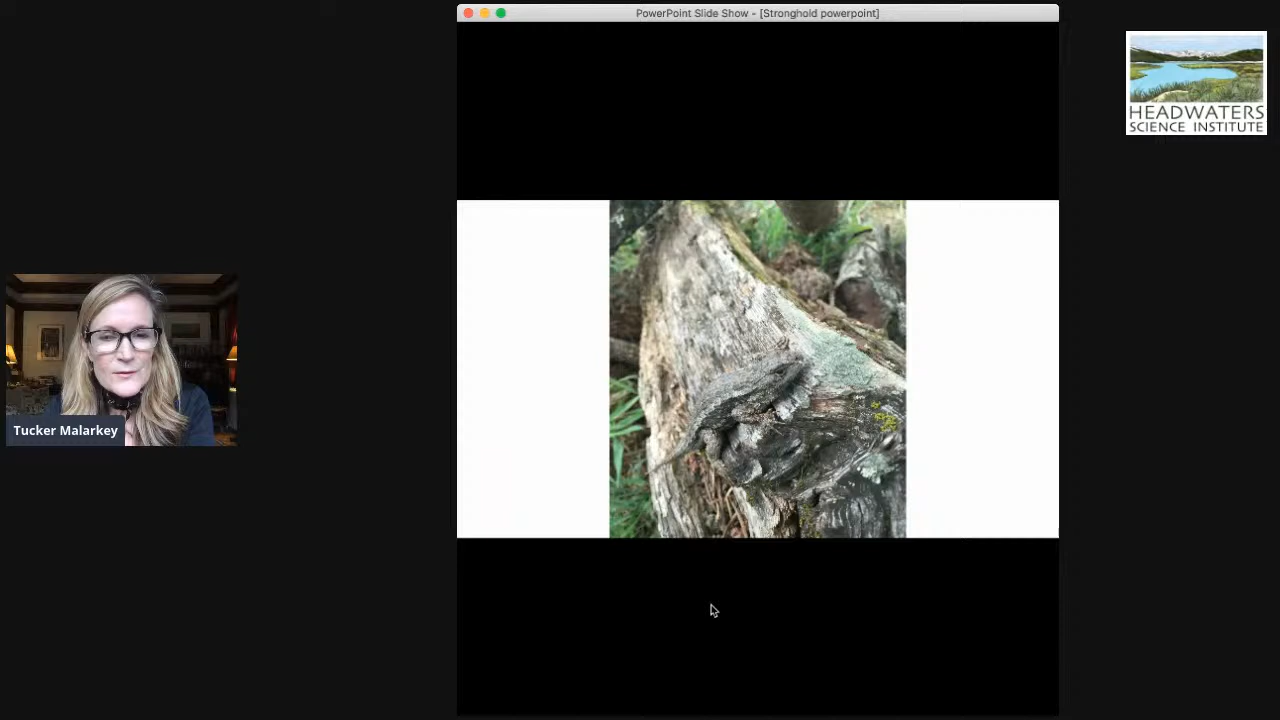 PowerPoint Slide Show - [Stronghold powerpoint]
HEADWATERS
SCIENCE INSTITUTE
Tucker Malarkey